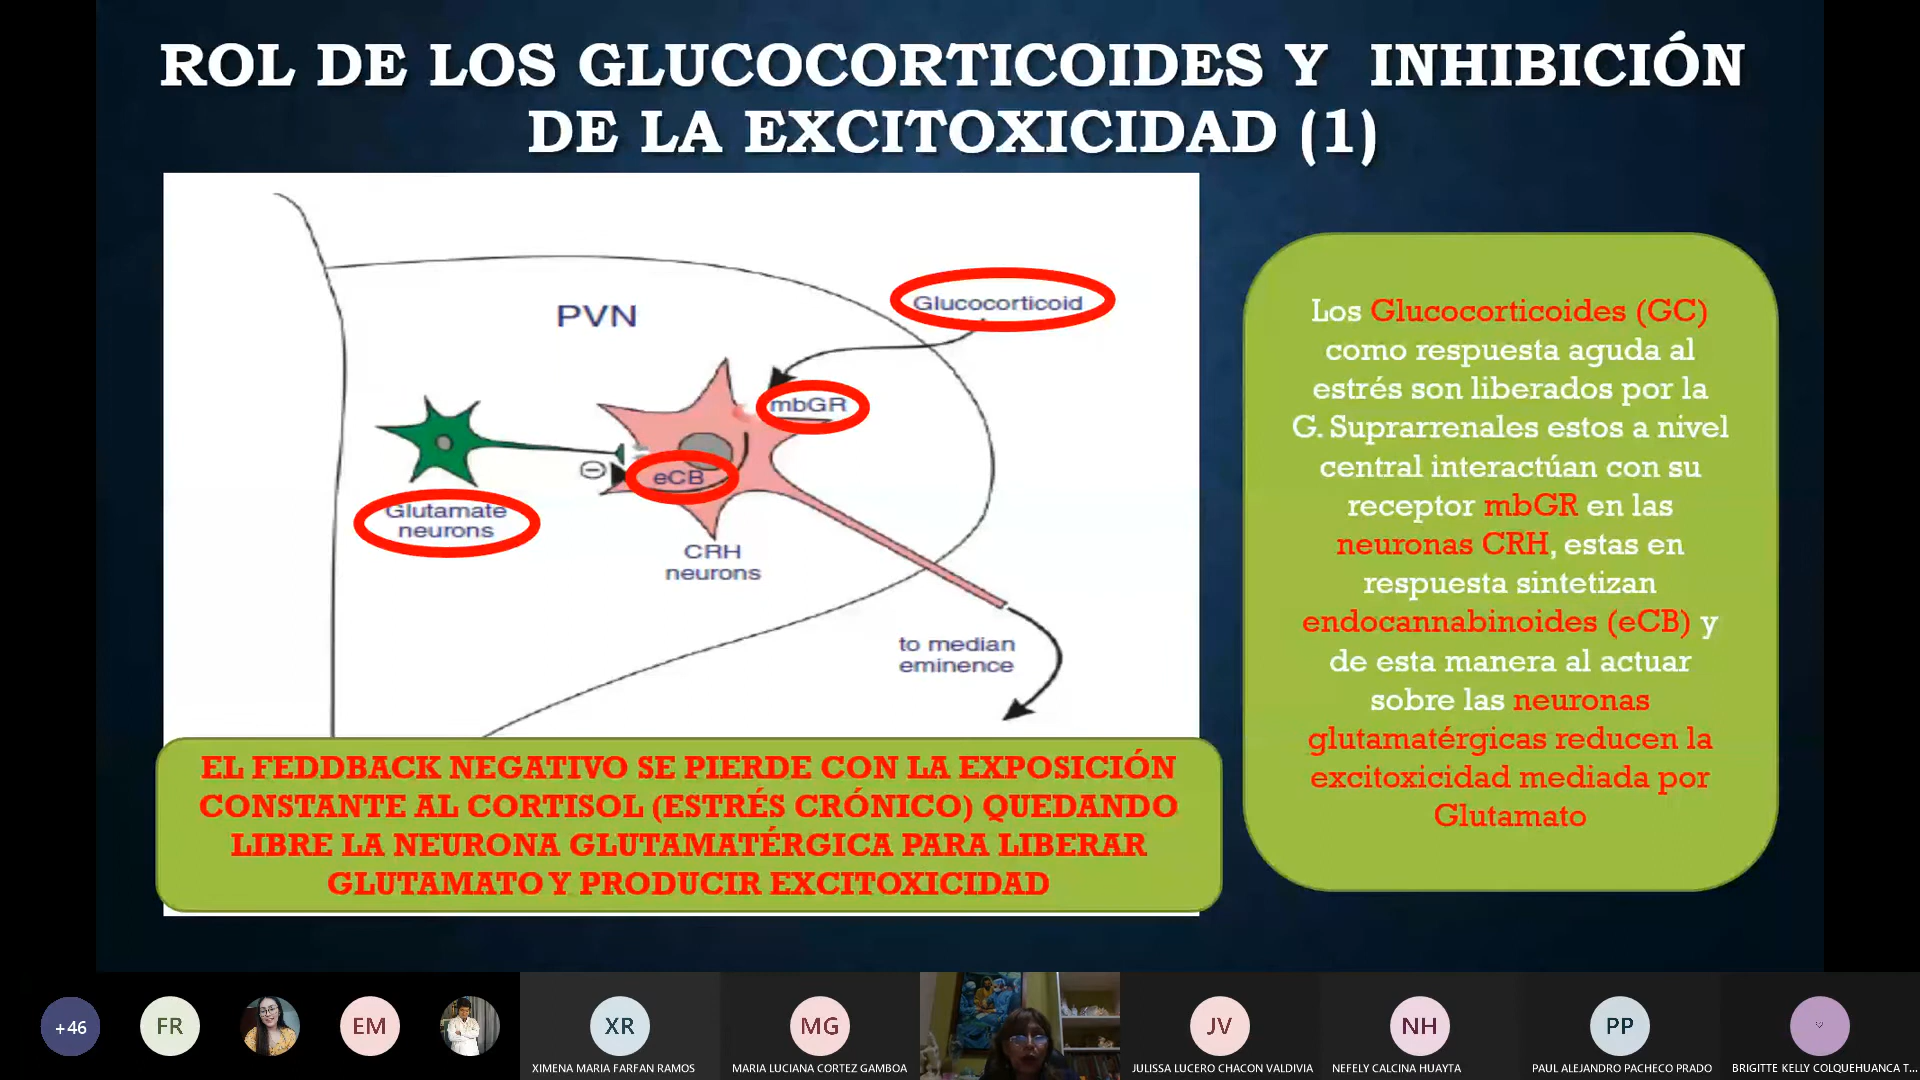 ROL DE LOS GLUCOCORTICOIDES Y INHIBICIÓN
DE LA EXCITOXICIDAD (1)
PVN
Glucocorticoid
mbGR
eCB
Glutamate
neurons
CRH
neurons
to median
eminence
Los Glucocorticoides (GC)
como respuesta aguda al
estrés son liberados por la
G. Suprarrenales estos a nivel
central interactúan con su
receptor mbGR en las
neuronas CRH, estas en
respuesta sintetizan
endocannabinoides (eCB) y
de esta manera al actuar
sobre las neuronas
glutamatérgicas reducen la
excitoxicidad mediada por
Glutamato
EL FEDDBACK NEGATIVO SE PIERDE CON LA EXPOSICIÓN
CONSTANTE AL CORTISOL (ESTRÉS CRÓNICO) QUEDANDO
LIBRE LA NEURONA GLUTAMATÉRGICA PARA LIBERAR
GLUTAMATO Y PRODUCIR EXCITOXICIDAD
+46
FR
EM
XR
MG
JV
NH
PP
XIMENA MARIA FARFAN RAMOS
MARIA LUCIANA CORTEZ GAMBOA
JULISSA LUCERO CHACON VALDIVIA
NEFELY CALCINA HUAYTA
PAUL ALEJANDRO PACHECO PRADO
BRIGITTE KELLY COLQUEHUANCA T...